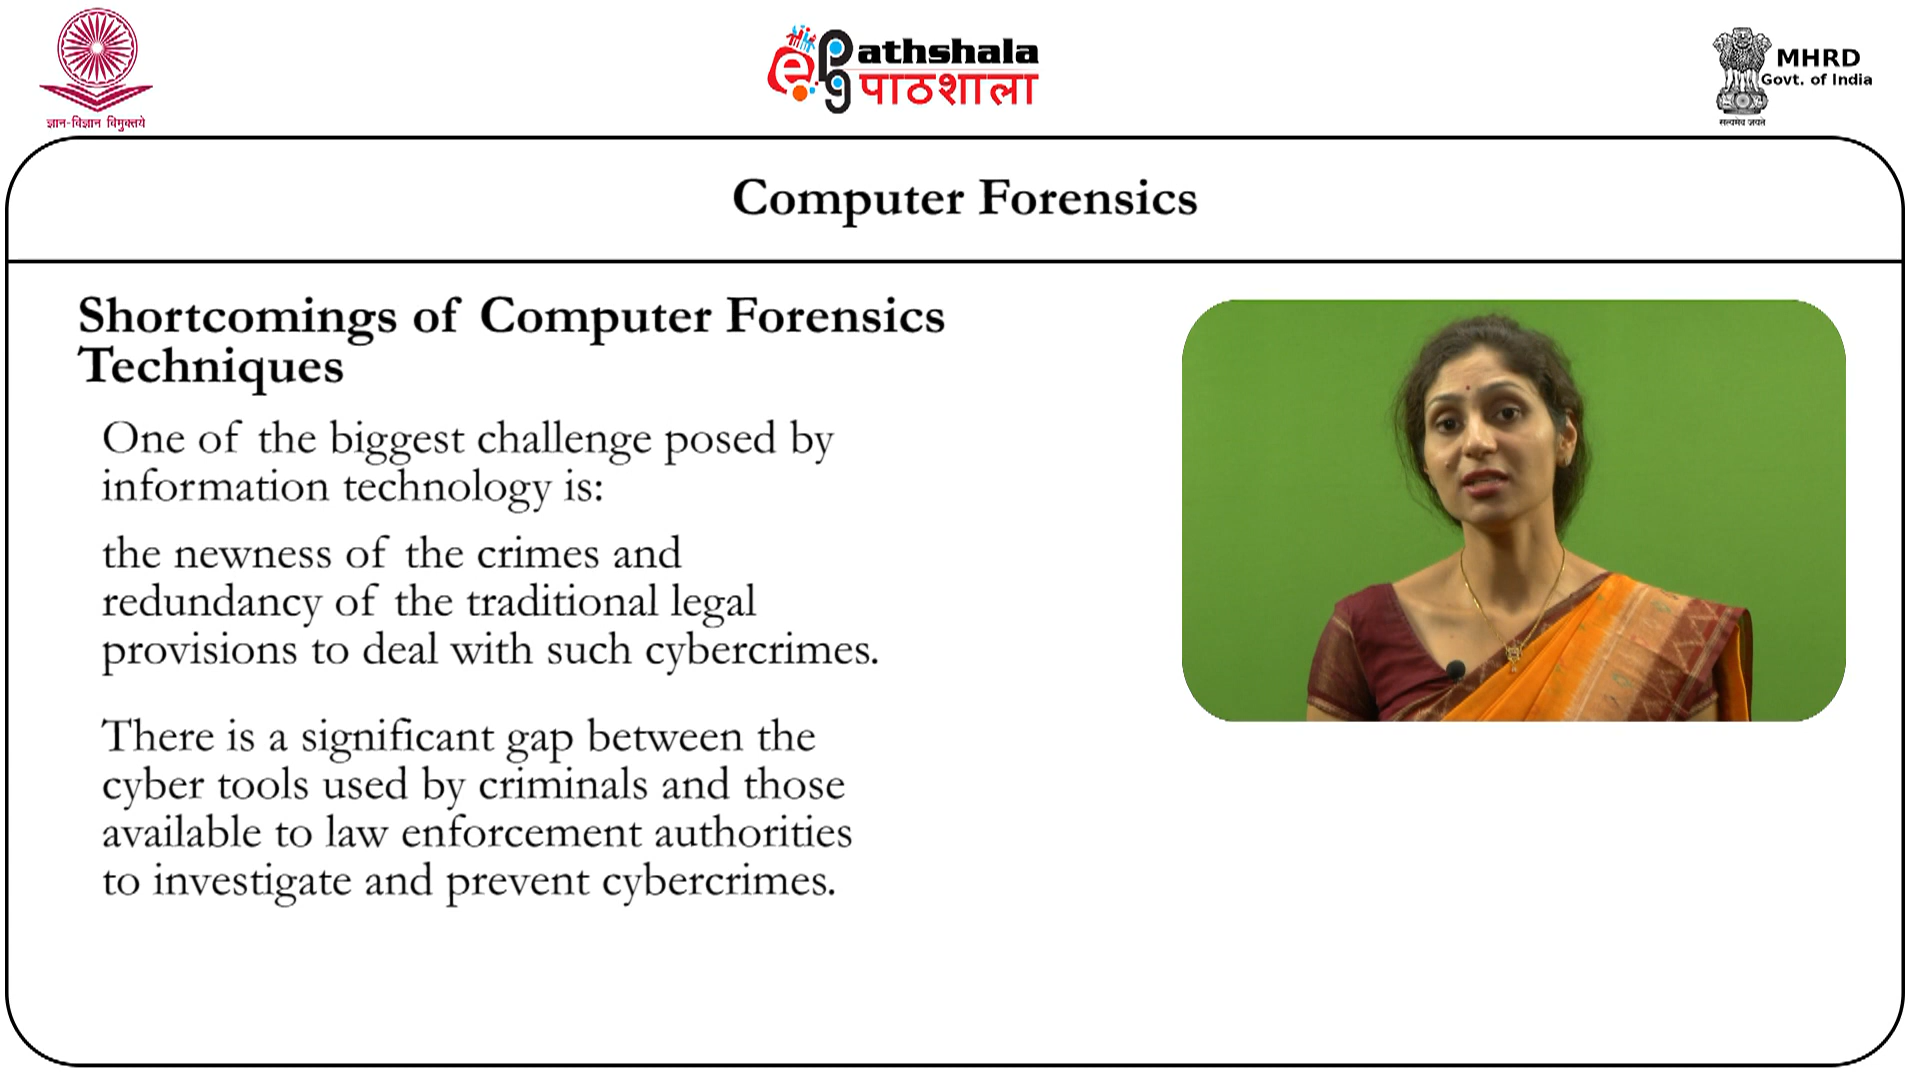 ज्ञान-विज्ञान विमुक्तये
ePathshala
पाठशाला
MHRD
Govt. of India
सत्यमेव जयते
Computer Forensics
Shortcomings of Computer Forensics
Techniques
One of the biggest challenge posed by
information technology is:
the newness of the crimes and
redundancy of the traditional legal
provisions to deal with such cybercrimes.
There is a significant gap between the
cyber tools used by criminals and those
available to law enforcement authorities
to investigate and prevent cybercrimes.